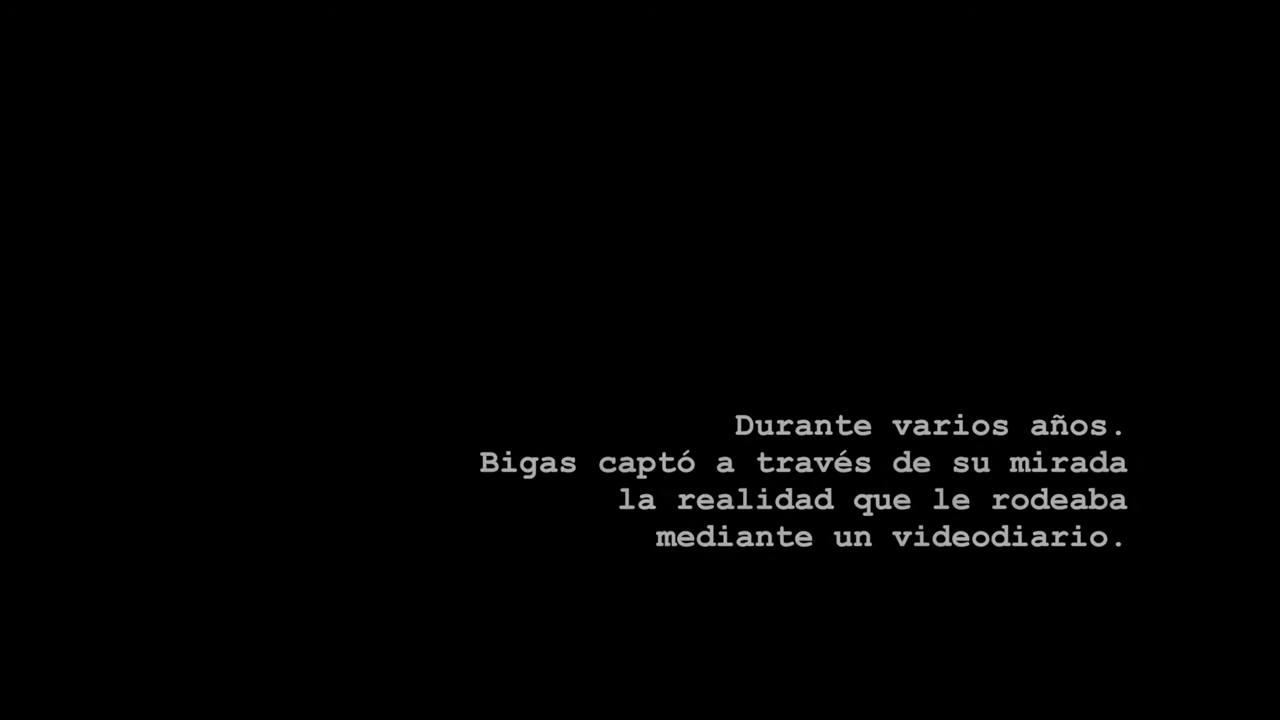 Durante varios años.
Bigas captó a través de su mirada
la realidad que le rodeaba
mediante un videodiario.